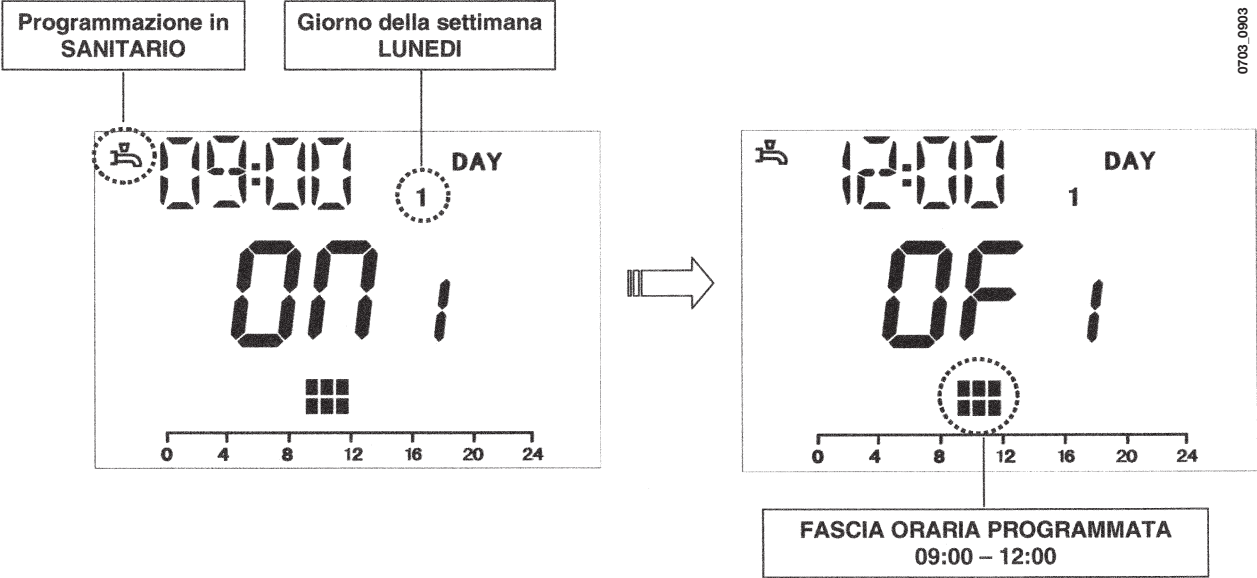 Programmazione in
SANITARIO
Giorno della settimana
LUNEDI
0703_0903
09:00
DAY
1
ON 1
0 4 8 12 16 20 24
12:00
DAY
1
OF 1
0 4 8 12 16 20 24
FASCIA ORARIA PROGRAMMATA
09:00 – 12:00